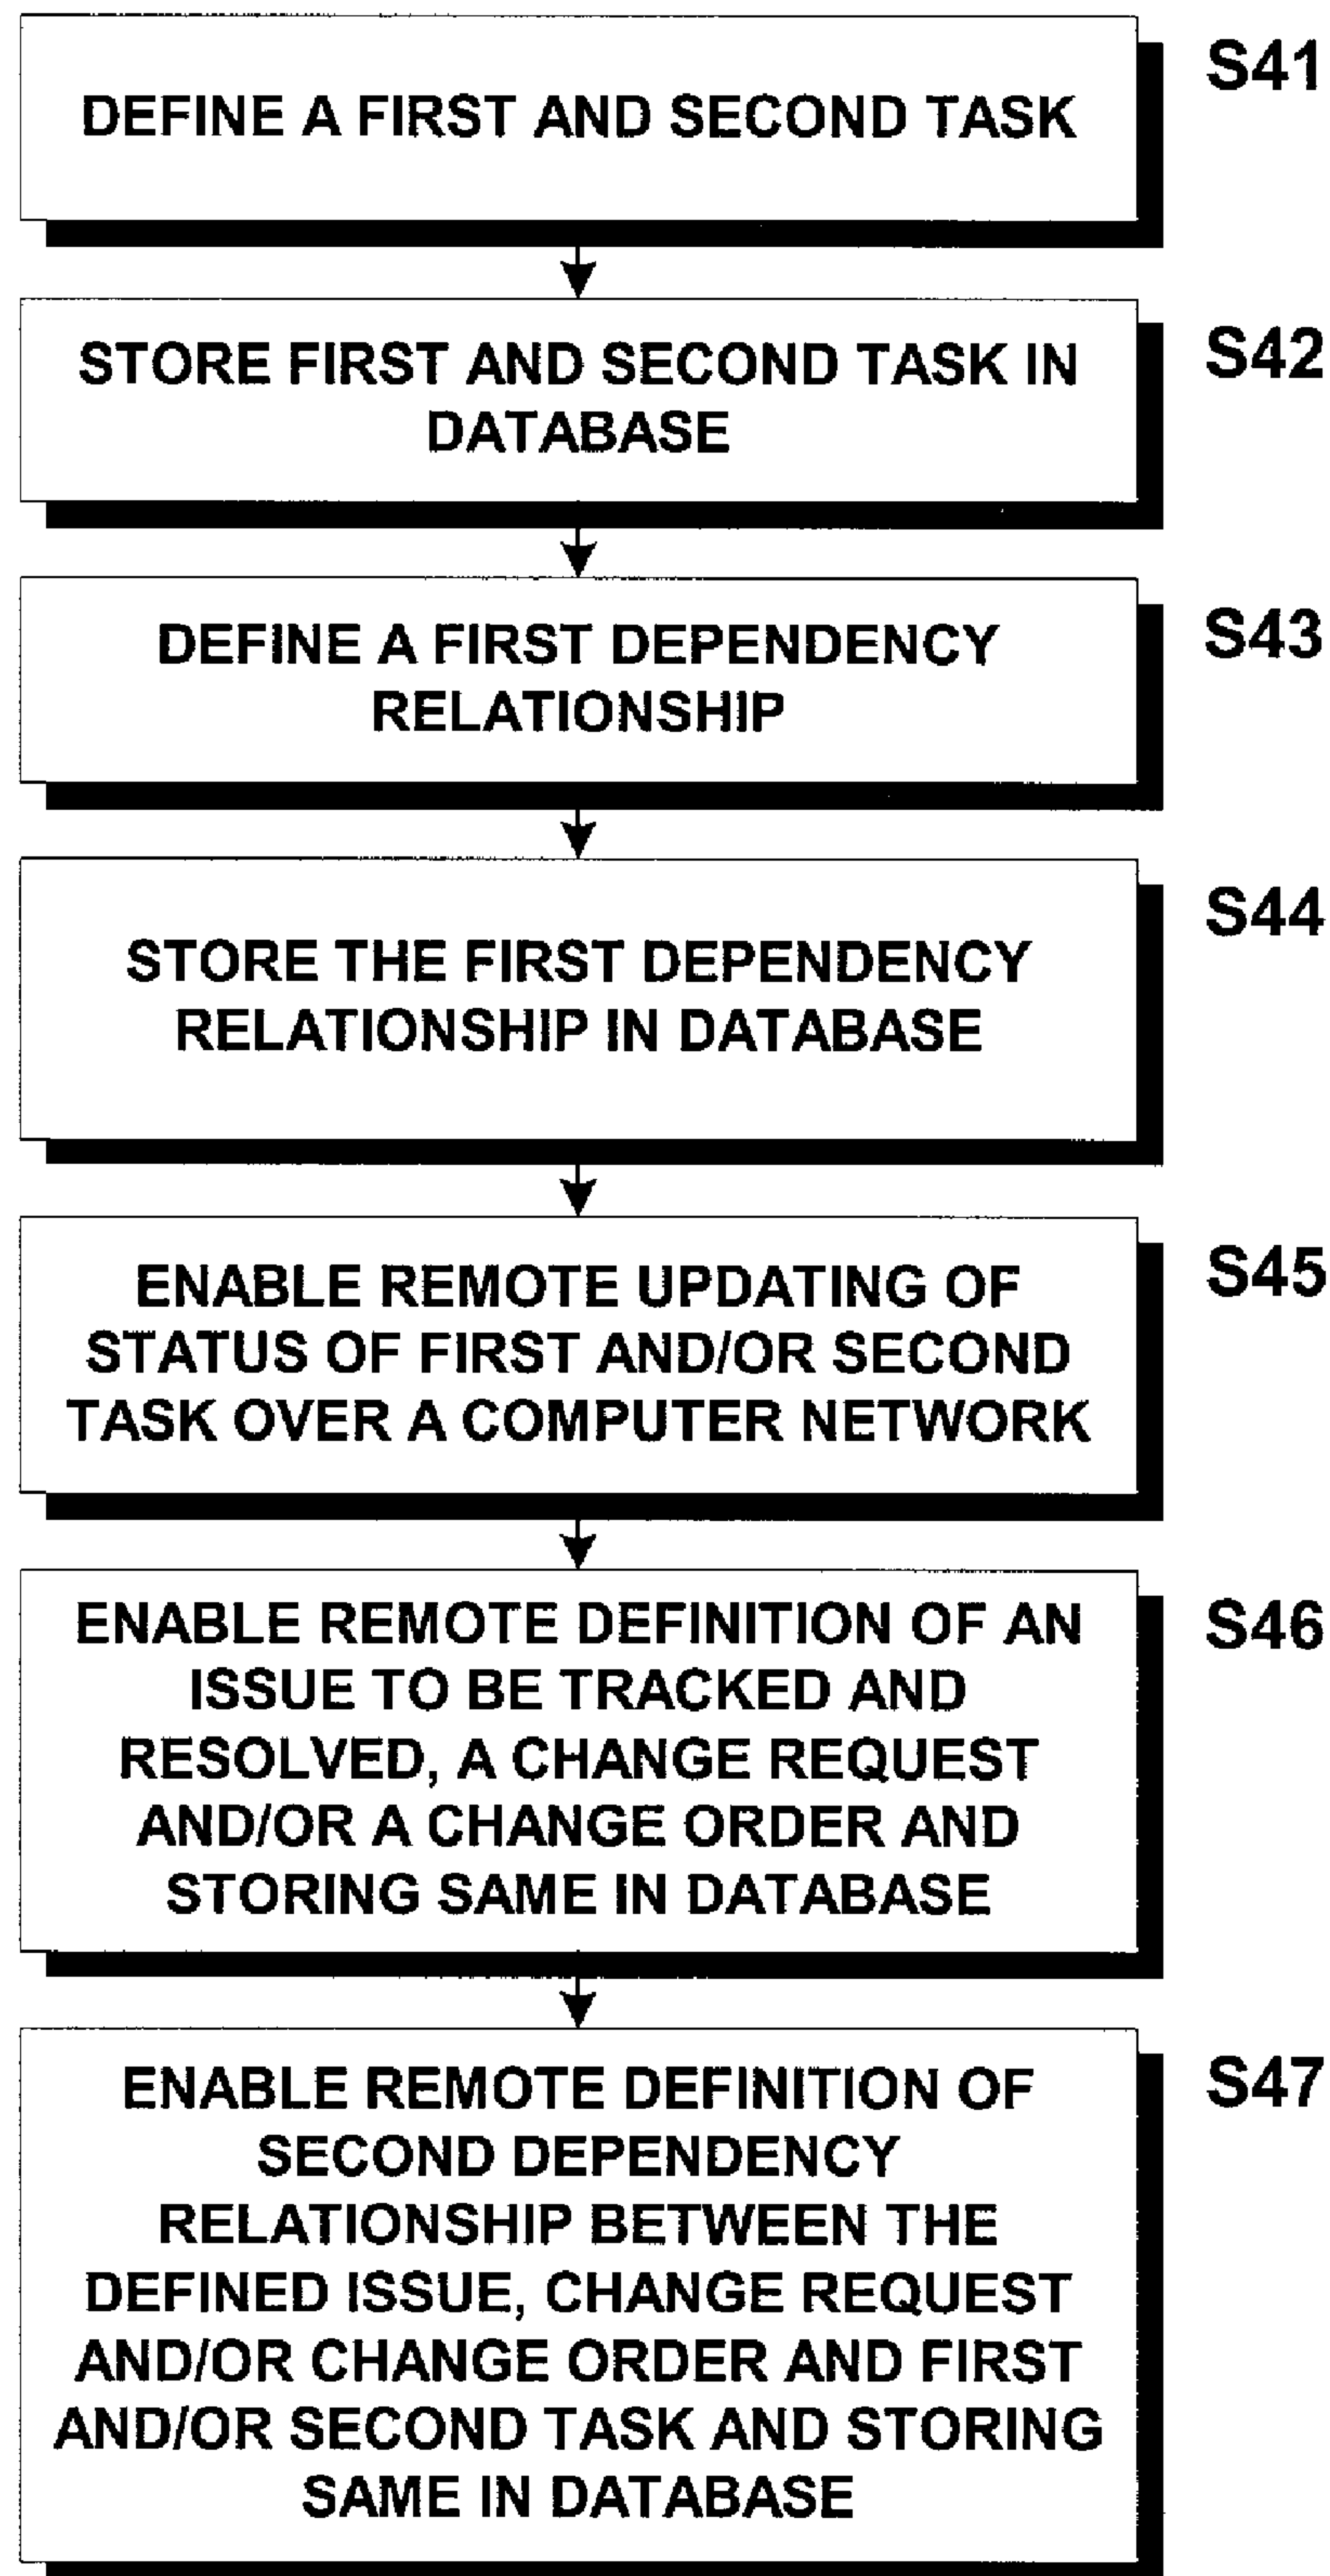 DEFINE A FIRST AND SECOND TASK
S41
STORE FIRST AND SECOND TASK IN
DATABASE
S42
DEFINE A FIRST DEPENDENCY
RELATIONSHIP
S43
STORE THE FIRST DEPENDENCY
RELATIONSHIP IN DATABASE
S44
ENABLE REMOTE UPDATING OF
STATUS OF FIRST AND/OR SECOND
TASK OVER A COMPUTER NETWORK
S45
ENABLE REMOTE DEFINITION OF AN
ISSUE TO BE TRACKED AND
RESOLVED, A CHANGE REQUEST
AND/OR A CHANGE ORDER AND
STORING SAME IN DATABASE
S46
ENABLE REMOTE DEFINITION OF
SECOND DEPENDENCY
RELATIONSHIP BETWEEN THE
DEFINED ISSUE, CHANGE REQUEST
AND/OR CHANGE ORDER AND FIRST
AND/OR SECOND TASK AND STORING
SAME IN DATABASE
S47